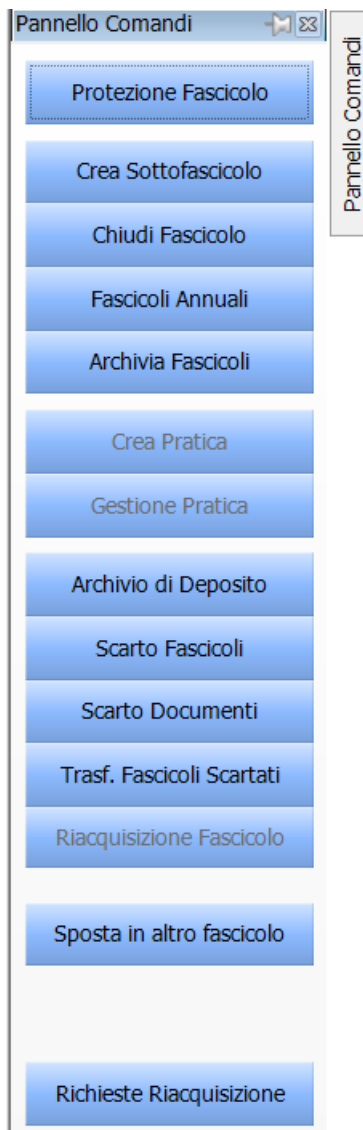 Pannello Comandi
Pannello Comandi
Protezione Fascicolo
Crea Sottofascicolo
Chiudi Fascicolo
Fascicoli Annuali
Archivia Fascicoli
Crea Pratica
Gestione Pratica
Archivio di Deposito
Scarto Fascicoli
Scarto Documenti
Trasf. Fascicoli Scartati
Riacquisizione Fascicolo
Sposta in altro fascicolo
Richieste Riacquisizione